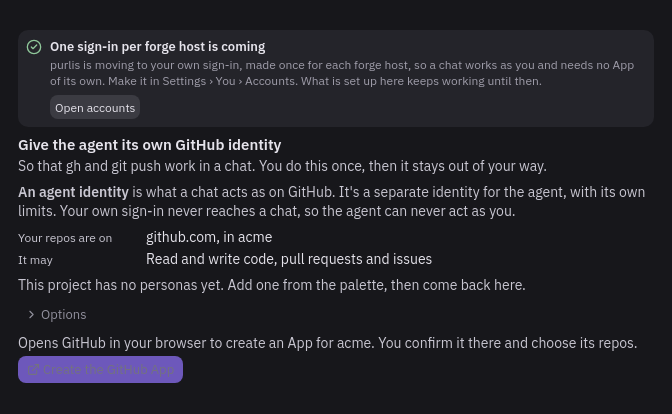 One sign-in per forge host is coming
purlis is moving to your own sign-in, made once for each forge host, so a chat works as you and needs no App
of its own. Make it in Settings › You › Accounts. What is set up here keeps working until then.
Open accounts
Give the agent its own GitHub identity
So that gh and git push work in a chat. You do this once, then it stays out of your way.
An agent identity is what a chat acts as on GitHub. It's a separate identity for the agent, with its own
limits. Your own sign-in never reaches a chat, so the agent can never act as you.
Your repos are on github.com, in acme
It may Read and write code, pull requests and issues
This project has no personas yet. Add one from the palette, then come back here.
Options
Opens GitHub in your browser to create an App for acme. You confirm it there and choose its repos.
Create the GitHub App